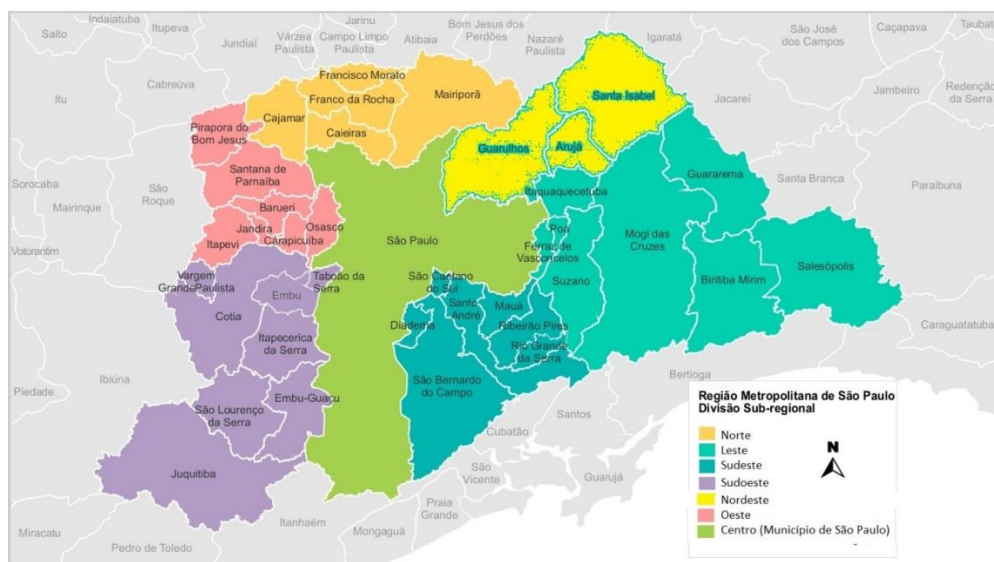 Salto
Indaiatuba
Itupeva
Jundiaí
Várzea
Paulista
Jarinu
Campo Limpo
Paulista
Atibaia
Bom Jesus dos
Perdões
Nazaré
Paulista
Igaratá
São José
dos Campos
Caçapava
Taubat
Itu
Cabreúva
Francisco Morato
Franco da Rocha
Mairiporã
Cajamar
Caieiras
Santa Isabel
Jacareí
Jambeiro
Redenção
da Serra
Pirapora do
Bom Jesus
Guarulhos
Arujá
Santana de
Parnaíba
Itaquaquecetuba
Guararema
Santa Branca
Paraibuna
Sorocaba
Mairinque
São
Roque
Barueri
Jandira
Osasco
Carapicuíba
Itapevi
São Paulo
Poá
Ferraz de
Vasconcelos
Mogi das
Cruzes
Votorantim
Vargem
GrandePaulista
Taboão da
Serra
São Caetano
do Sul
Suzano
Biritiba Mirim
Salesópolis
Embu
Cotia
Santo
André
Mauá
Diadema
Ribeirão Pires
Itapecerica
da Serra
Rio Grande
da Serra
Caraguatatuba
Piedade
Ibiúna
São Bernardo
do Campo
Bertioga
São Lourenço
da Serra
Embu-Guaçu
Santos
Cubatão
Juquitiba
São
Vicente
Guarujá
Praia
Grande
Itanhaém
Mongaguá
Miracatu
Pedro de Toledo
Região Metropolitana de São Paulo
Divisão Sub-regional
Norte
Leste
Sudeste
Sudoeste
Nordeste
Oeste
Centro (Município de São Paulo)
N